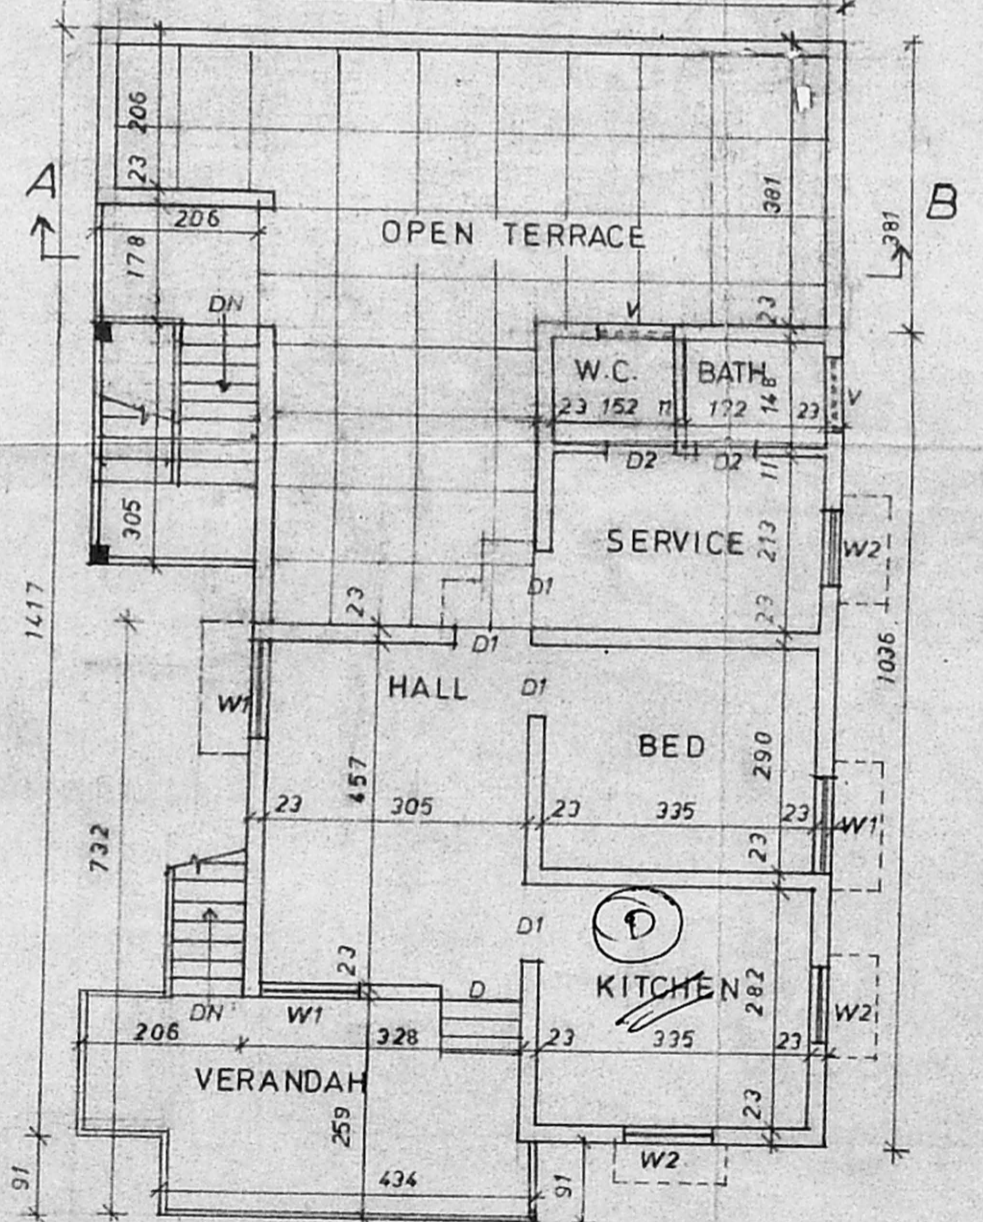 206
23
A
206
381
B
OPEN TERRACE
381
178
DN
23
V
W.C.
BATH
148
V
23 152 11 122 23
D2 D2
11
305
SERVICE
213
W2
D1
1417
23
23
D1
1036
HALL
D1
W1
BED
290
457
23 305 23 335 23
W1
732
23
D1
D
23
KITCHEN
282
D
DN
W1
W2
206 328 23 335 23
VERANDAH
23
259
W2
91
434
91